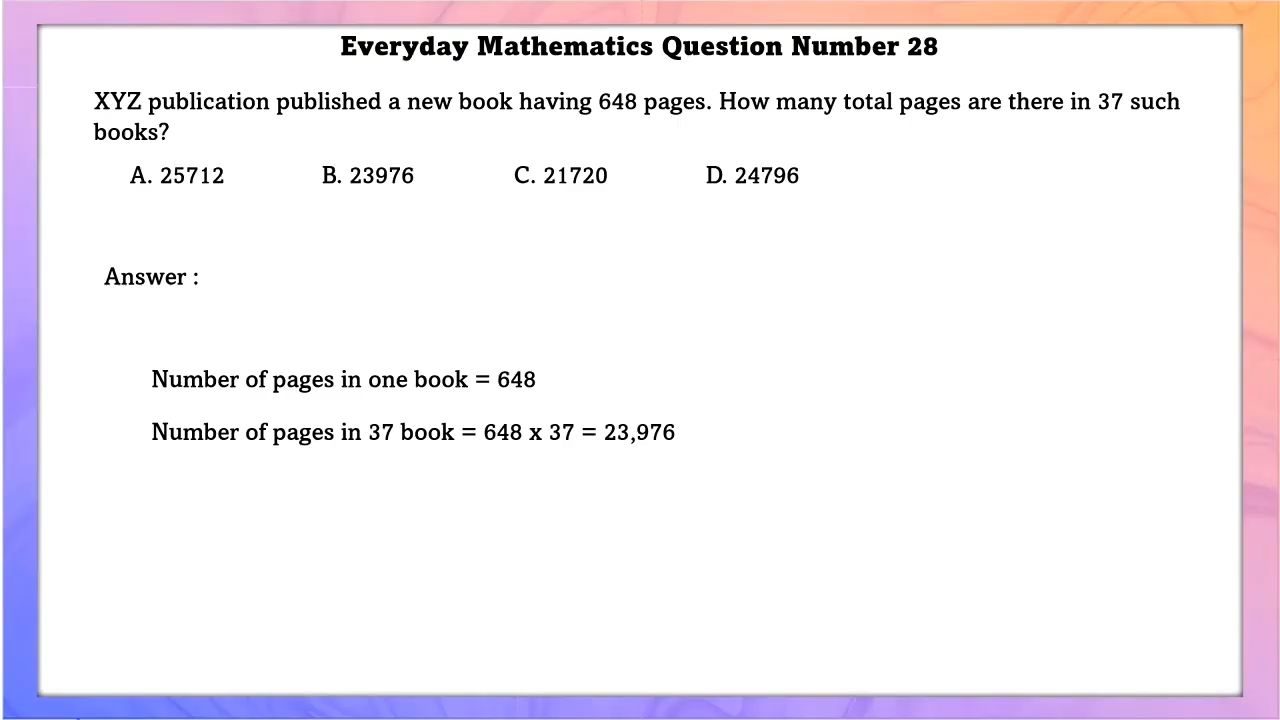 Everyday Mathematics Question Number 28
XYZ publication published a new book having 648 pages. How many total pages are there in 37 such
books?
A. 25712 B. 23976 C. 21720 D. 24796
Answer :
Number of pages in one book = 648
Number of pages in 37 book = 648 x 37 = 23,976